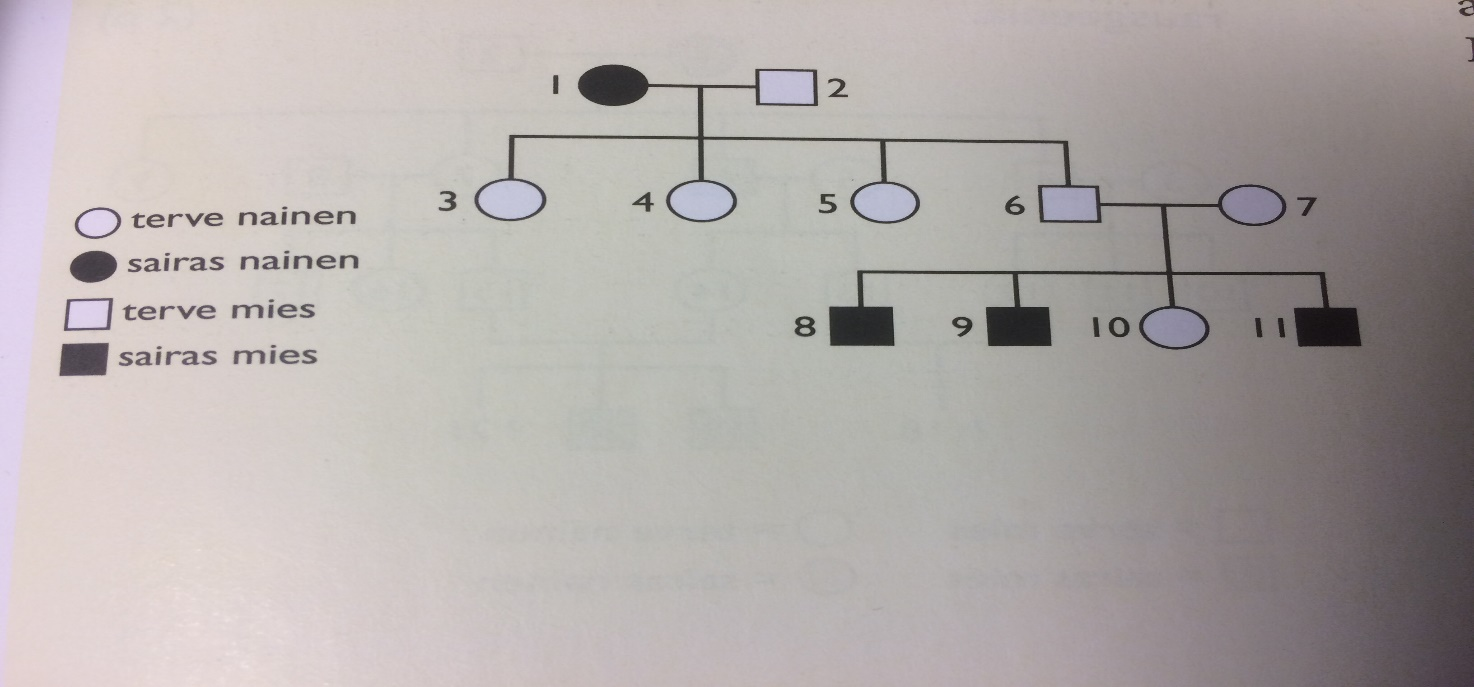 1 2
3 4 5 6 7
terve nainen
sairas nainen
terve mies
sairas mies
8 9 10 11